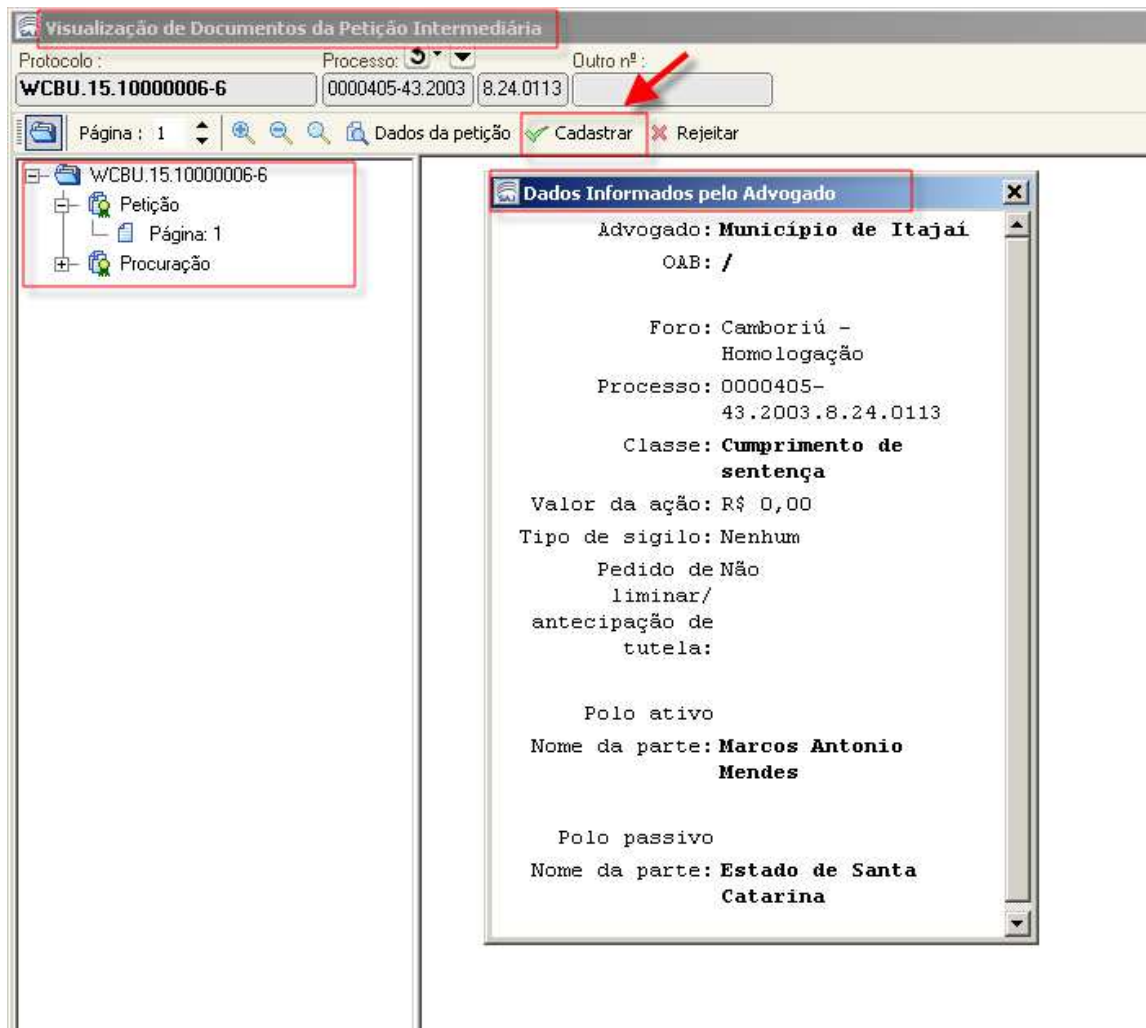 Visualização de Documentos da Petição Intermediária
Protocolo : Processo: Outro nº :
WCBU.15.10000006-6 0000405-43.2003 8.24.0113
Página : 1 Dados da petição Cadastrar Rejeitar
WCBU.15.10000006-6
Petição
Página: 1
Procuração
Dados Informados pelo Advogado
Advogado: Município de Itajaí
OAB: /
Foro: Camboriú -
Homologação
Processo: 0000405-
43.2003.8.24.0113
Classe: Cumprimento de
sentença
Valor da ação: R$ 0,00
Tipo de sigilo: Nenhum
Pedido de Não
liminar/
antecipação de
tutela:
Polo ativo
Nome da parte: Marcos Antonio
Mendes
Polo passivo
Nome da parte: Estado de Santa
Catarina